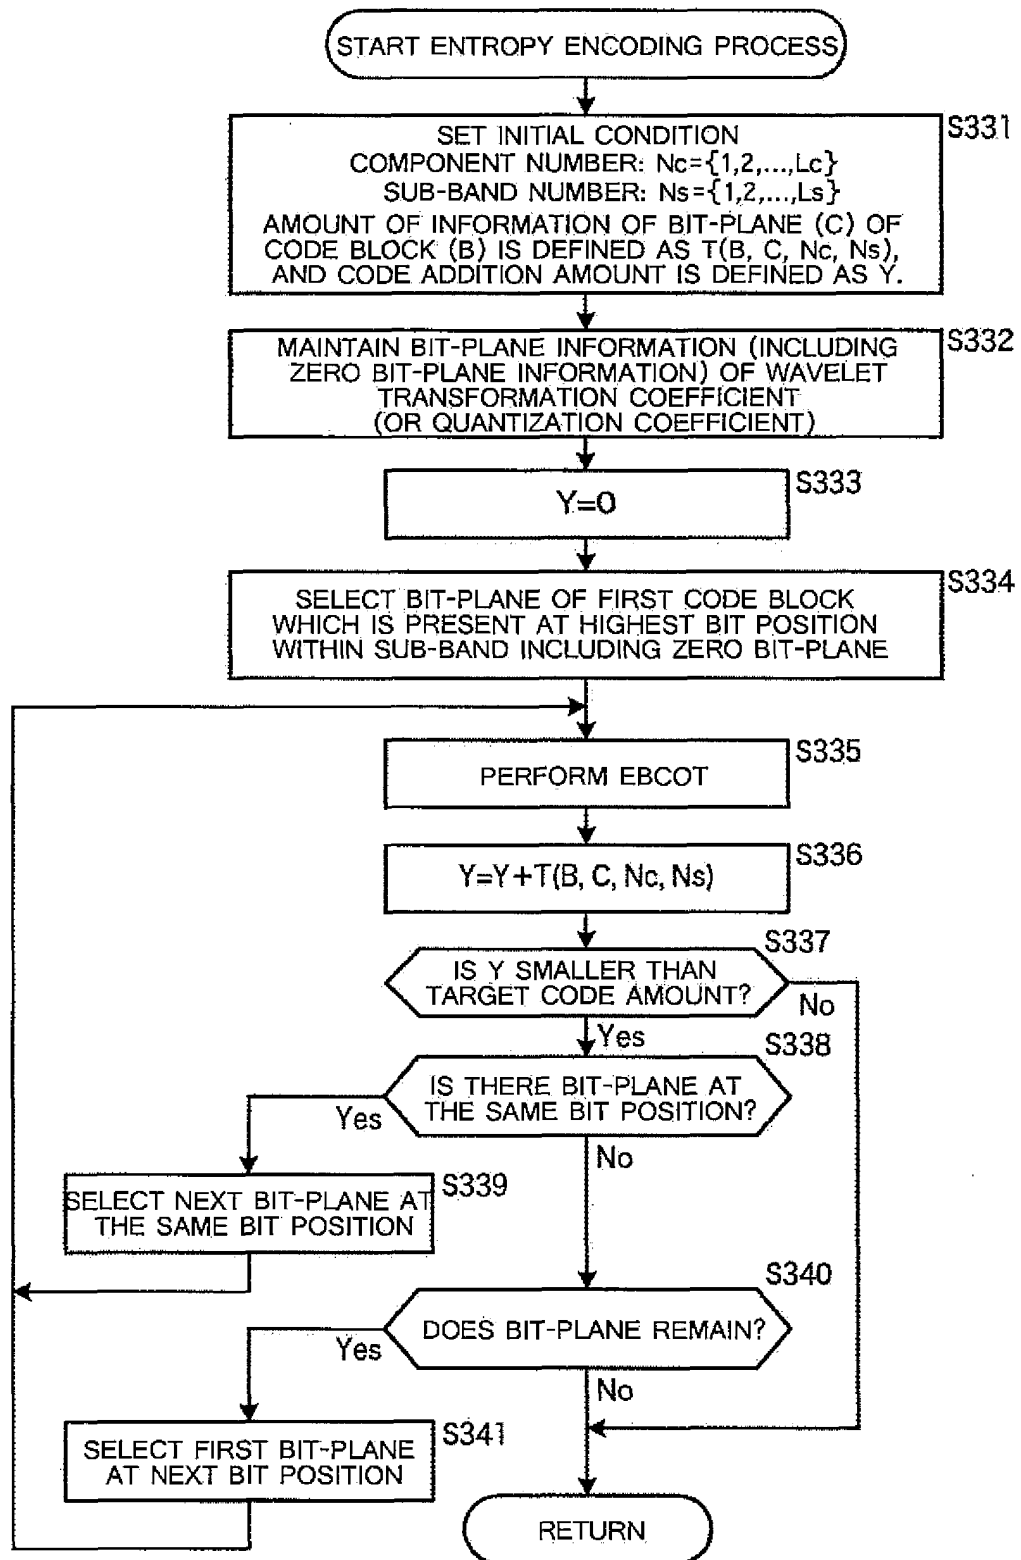 START ENTROPY ENCODING PROCESS
S331
SET INITIAL CONDITION
COMPONENT NUMBER: Nc={1,2,...,Lc}
SUB-BAND NUMBER: Ns={1,2,...,Ls}
AMOUNT OF INFORMATION OF BIT-PLANE (C) OF
CODE BLOCK (B) IS DEFINED AS T(B, C, Nc, Ns),
AND CODE ADDITION AMOUNT IS DEFINED AS Y.
S332
MAINTAIN BIT-PLANE INFORMATION (INCLUDING
ZERO BIT-PLANE INFORMATION) OF WAVELET
TRANSFORMATION COEFFICIENT
(OR QUANTIZATION COEFFICIENT)
S333
Y=0
S334
SELECT BIT-PLANE OF FIRST CODE BLOCK
WHICH IS PRESENT AT HIGHEST BIT POSITION
WITHIN SUB-BAND INCLUDING ZERO BIT-PLANE
S335
PERFORM EBCOT
S336
Y=Y+T(B, C, Nc, Ns)
S337
IS Y SMALLER THAN
TARGET CODE AMOUNT?
No
Yes
S338
IS THERE BIT-PLANE AT
THE SAME BIT POSITION?
Yes
No
S339
SELECT NEXT BIT-PLANE AT
THE SAME BIT POSITION
S340
DOES BIT-PLANE REMAIN?
Yes
No
S341
SELECT FIRST BIT-PLANE
AT NEXT BIT POSITION
RETURN